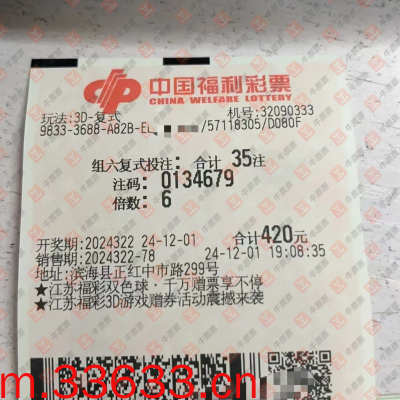 中国福利彩票
CHINA WELFARE LOTTERY
玩法:3D-复式 机号:32090333
9833-3688-A82B- /57118305/D080F
组六复式投注: 合计 35注
注码: 0134679
倍数: 6
开奖期:2024322 24-12-01 合计420元
销售期:2024322-78 24-12-01 19:08:35
地址:滨海县正红中市路299号
★江苏福彩双色球·千万赠票享不停
★江苏福彩3D游戏赠券活动震撼来袭
m.33633.com.cn